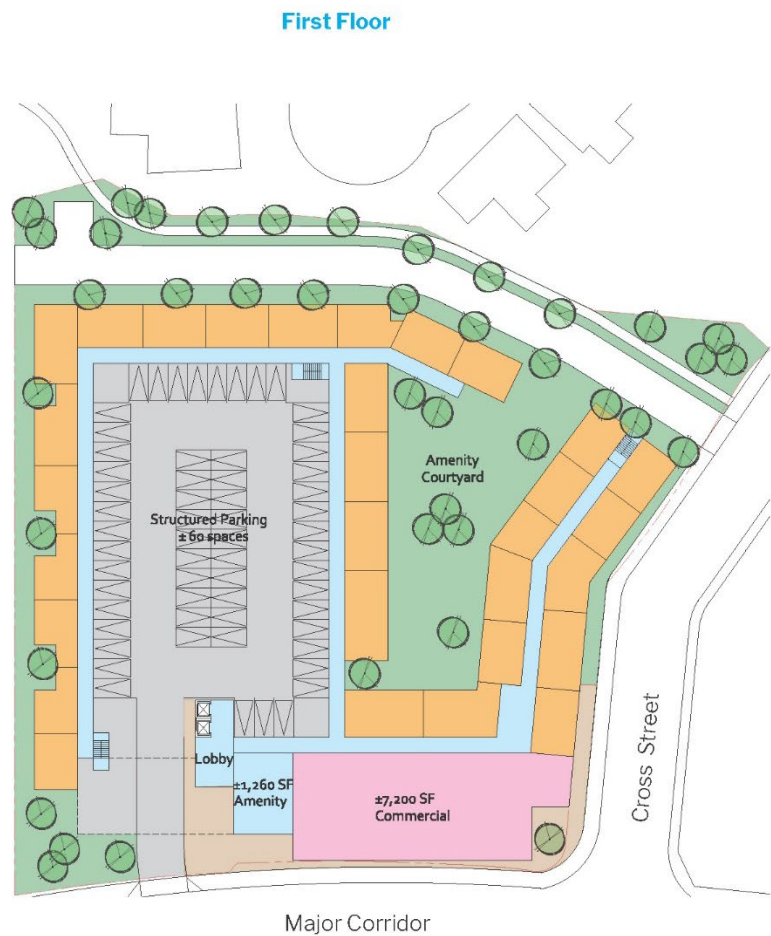 First Floor
Amenity
Courtyard
Structured Parking
±60 spaces
Lobby
±1,260 SF
Amenity
±7,200 SF
Commercial
Cross Street
Major Corridor